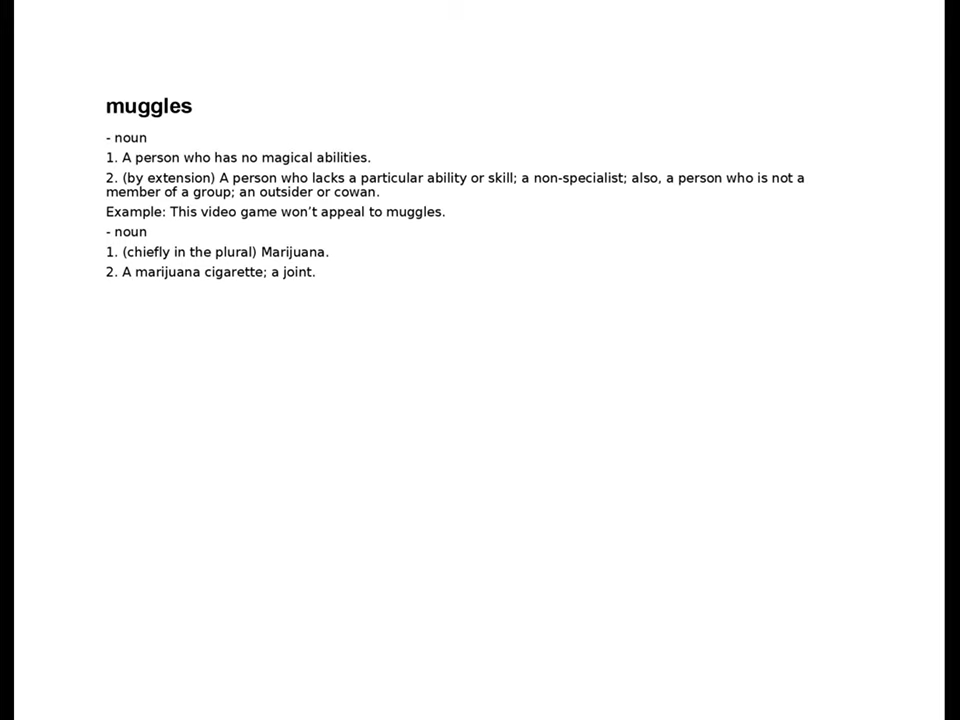 muggles
- noun
1. A person who has no magical abilities.
2. (by extension) A person who lacks a particular ability or skill; a non-specialist; also, a person who is not a
member of a group; an outsider or cowan.
Example: This video game won’t appeal to muggles.
- noun
1. (chiefly in the plural) Marijuana.
2. A marijuana cigarette; a joint.